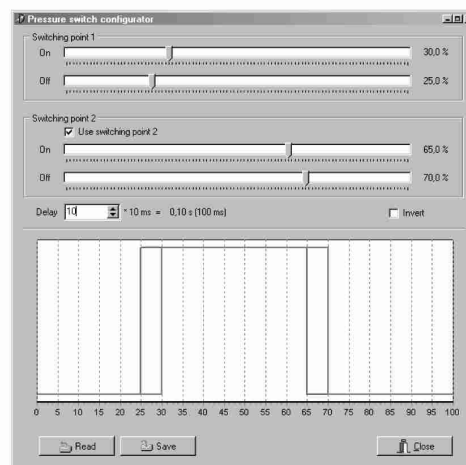 Pressure switch configurator
Switching point 1
On 30,0 %
Off 25,0 %
Switching point 2
Use switching point 2
On 65,0 %
Off 70,0 %
Delay 10 * 10 ms = 0,10 s (100 ms) Invert
0 5 10 15 20 25 30 35 40 45 50 55 60 65 70 75 80 85 90 95 100
Read Save Close